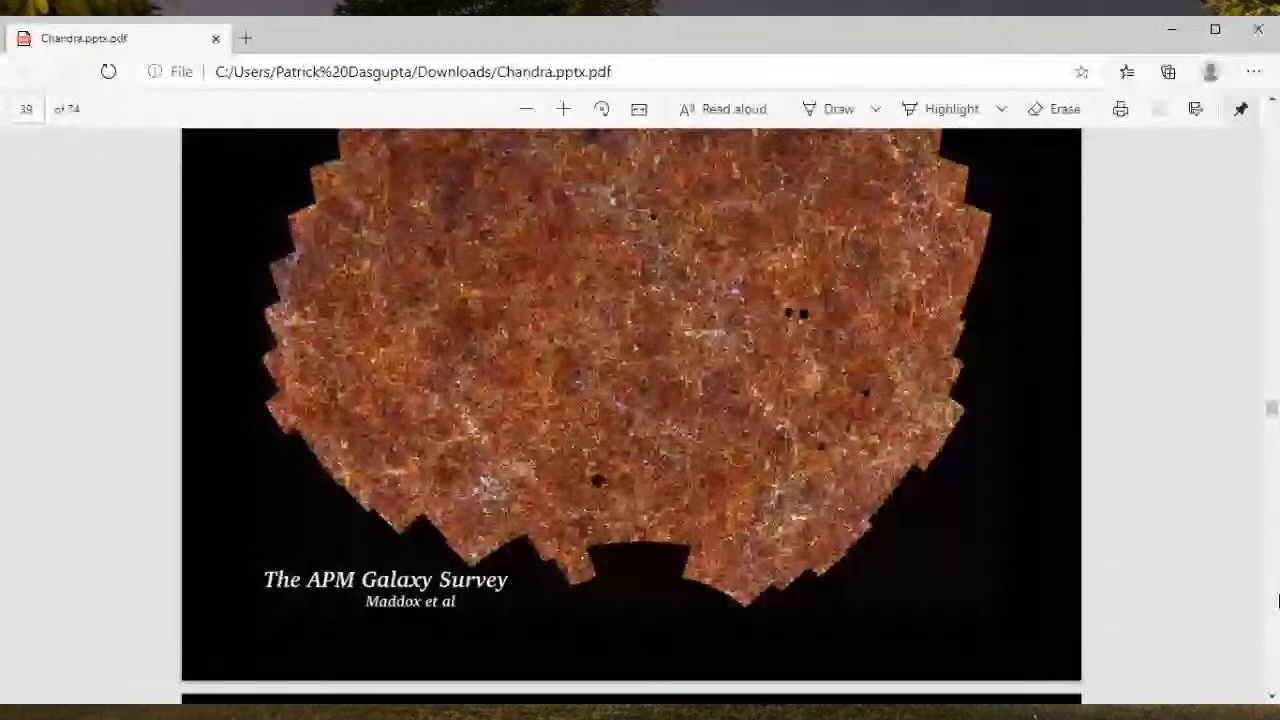 Chandra.pptx.pdf
File
C:/Users/Patrick%20Dasgupta/Downloads/Chandra.pptx.pdf
39 of 74
Read aloud
Draw
Highlight
Erase
The APM Galaxy Survey
Maddox et al